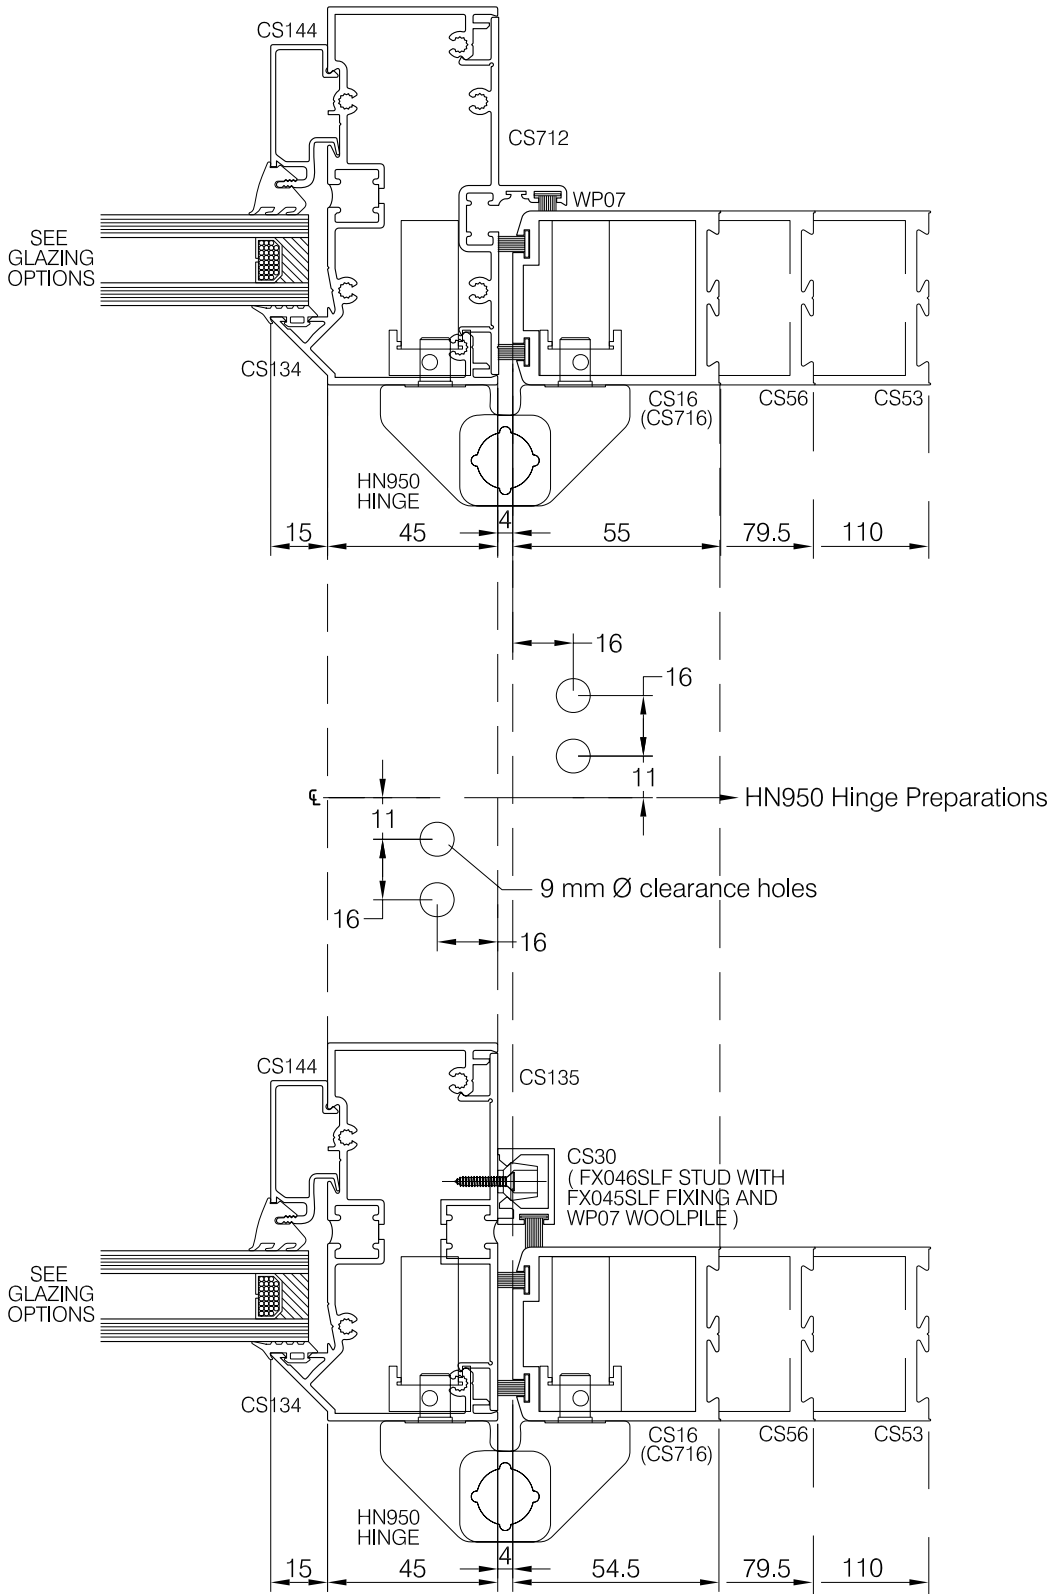 CS144
CS712
WP07
SEE
GLAZING
OPTIONS
CS134
CS16
(CS716)
CS56
CS53
HN950
HINGE
15
45
4
55
79.5
110
16
16
11
℄
HN950 Hinge Preparations
11
9 mm Ø clearance holes
16
16
CS144
CS135
CS30
( FX046SLF STUD WITH
FX045SLF FIXING AND
WP07 WOOLPILE )
SEE
GLAZING
OPTIONS
CS134
CS16
(CS716)
CS56
CS53
HN950
HINGE
15
45
4
54.5
79.5
110